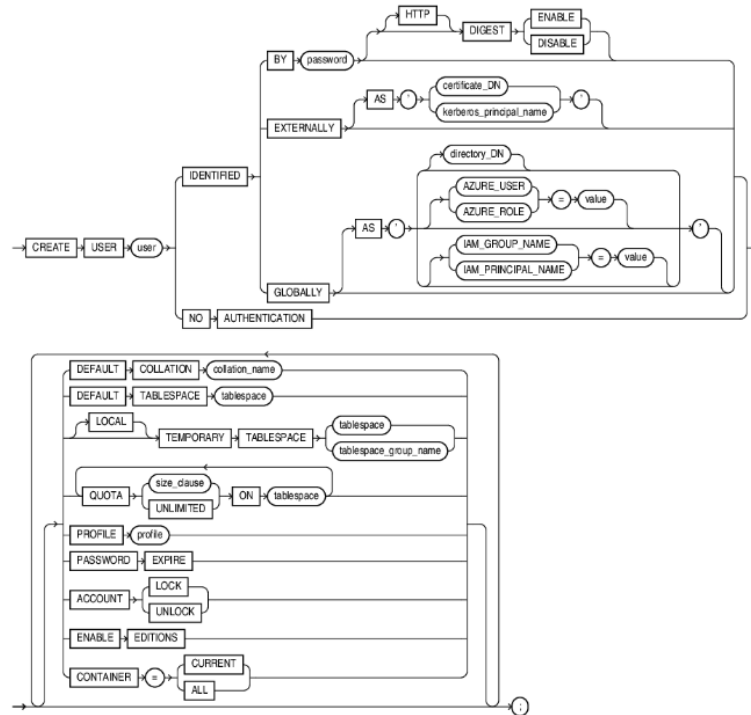 HTTP
DIGEST
ENABLE
DISABLE
BY password
AS ' certificate_DN '
kerberos_principal_name
EXTERNALLY
directory_DN
IDENTIFIED
AZURE_USER
AZURE_ROLE
= value
AS ' '
CREATE USER user
IAM_GROUP_NAME
IAM_PRINCIPAL_NAME
= value
GLOBALLY
NO AUTHENTICATION
DEFAULT COLLATION collation_name
DEFAULT TABLESPACE tablespace
LOCAL
TEMPORARY TABLESPACE
tablespace
tablespace_group_name
QUOTA
size_clause
UNLIMITED
ON tablespace
PROFILE profile
PASSWORD EXPIRE
ACCOUNT
LOCK
UNLOCK
ENABLE EDITIONS
CONTAINER =
CURRENT
ALL
;